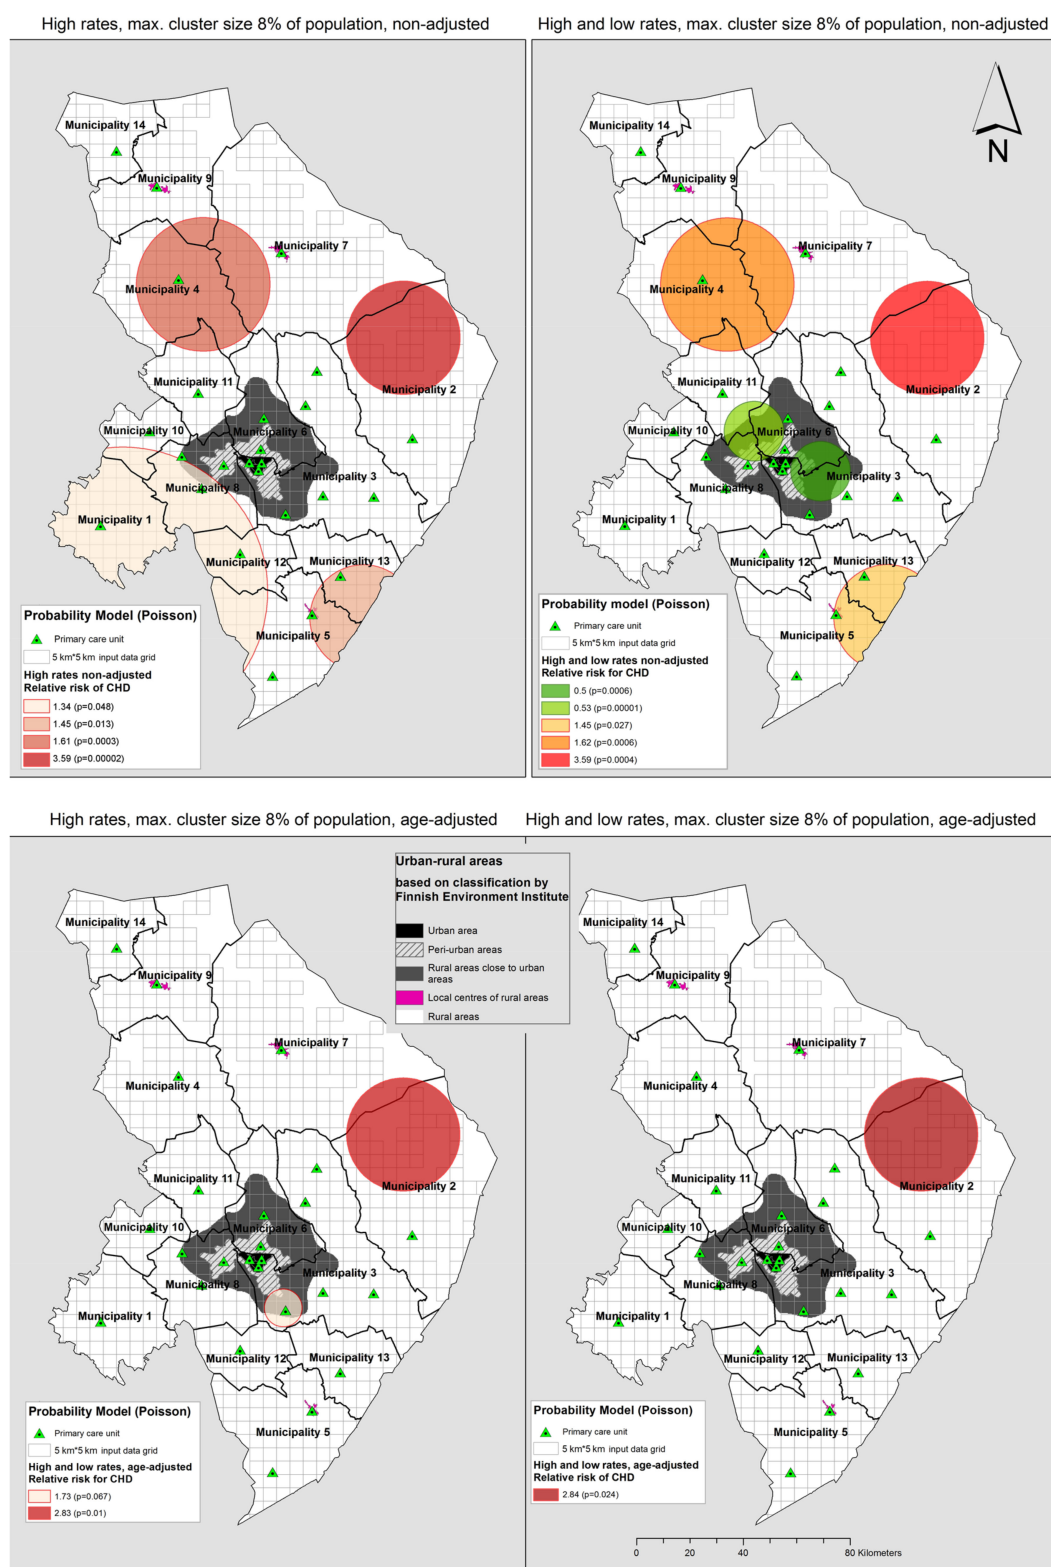 High rates, max. cluster size 8% of population, non-adjusted
Municipality 14
Municipality 9
Municipality 7
Municipality 4
Municipality 2
Municipality 11
Municipality 10
Municipality 6
Municipality 3
Municipality 8
Municipality 1
Municipality 13
Municipality 12
Municipality 5
Probability Model (Poisson)
Primary care unit
5 km*5 km input data grid
High rates non-adjusted
Relative risk of CHD
1.34 (p=0.048)
1.45 (p=0.013)
1.61 (p=0.0003)
3.59 (p=0.00002)
High and low rates, max. cluster size 8% of population, non-adjusted
N
Municipality 14
Municipality 9
Municipality 7
Municipality 4
Municipality 2
Municipality 11
Municipality 10
Municipality 6
Municipality 3
Municipality 8
Municipality 1
Municipality 13
Municipality 12
Municipality 5
Probability model (Poisson)
Primary care unit
5 km*5 km input data grid
High and low rates non-adjusted
Relative risk for CHD
0.5 (p=0.0006)
0.53 (p=0.00001)
1.45 (p=0.027)
1.62 (p=0.0006)
3.59 (p=0.0004)
High rates, max. cluster size 8% of population, age-adjusted
Municipality 14
Municipality 9
Municipality 7
Municipality 4
Municipality 2
Municipality 11
Municipality 10
Municipality 6
Municipality 3
Municipality 8
Municipality 1
Municipality 12
Municipality 13
Municipality 5
Probability Model (Poisson)
Primary care unit
5 km*5 km input data grid
High and low rates, age-adjusted
Relative risk for CHD
1.73 (p=0.067)
2.83 (p=0.01)
Urban-rural areas
based on classification by
Finnish Environment Institute
Urban area
Peri-urban areas
Rural areas close to urban
areas
Local centres of rural areas
Rural areas
High and low rates, max. cluster size 8% of population, age-adjusted
Municipality 14
Municipality 9
Municipality 7
Municipality 4
Municipality 2
Municipality 11
Municipality 10
Municipality 6
Municipality 3
Municipality 8
Municipality 1
Municipality 12
Municipality 13
Municipality 5
Probability Model (Poisson)
Primary care unit
5 km*5 km input data grid
High and low rates, age-adjusted
Relative risk of CHD
2.84 (p=0.024)
0 20 40 80 Kilometers